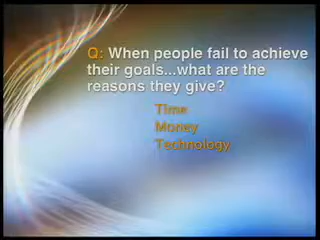 Q: When people fail to achieve
their goals...what are the
reasons they give?
Time
Money
Technology